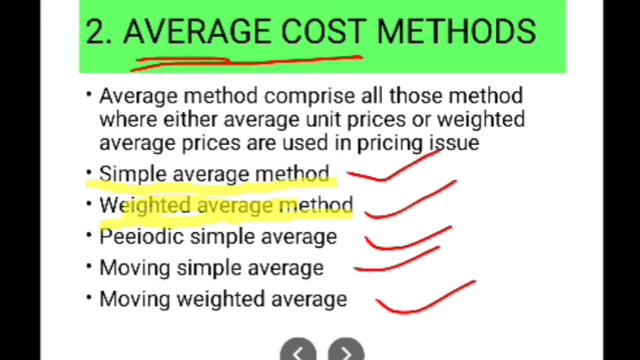 2. AVERAGE COST METHODS
• Average method comprise all those method
where either average unit prices or weighted
average prices are used in pricing issue
• Simple average method
• Weighted average method
• Peeiodic simple average
• Moving simple average
• Moving weighted average